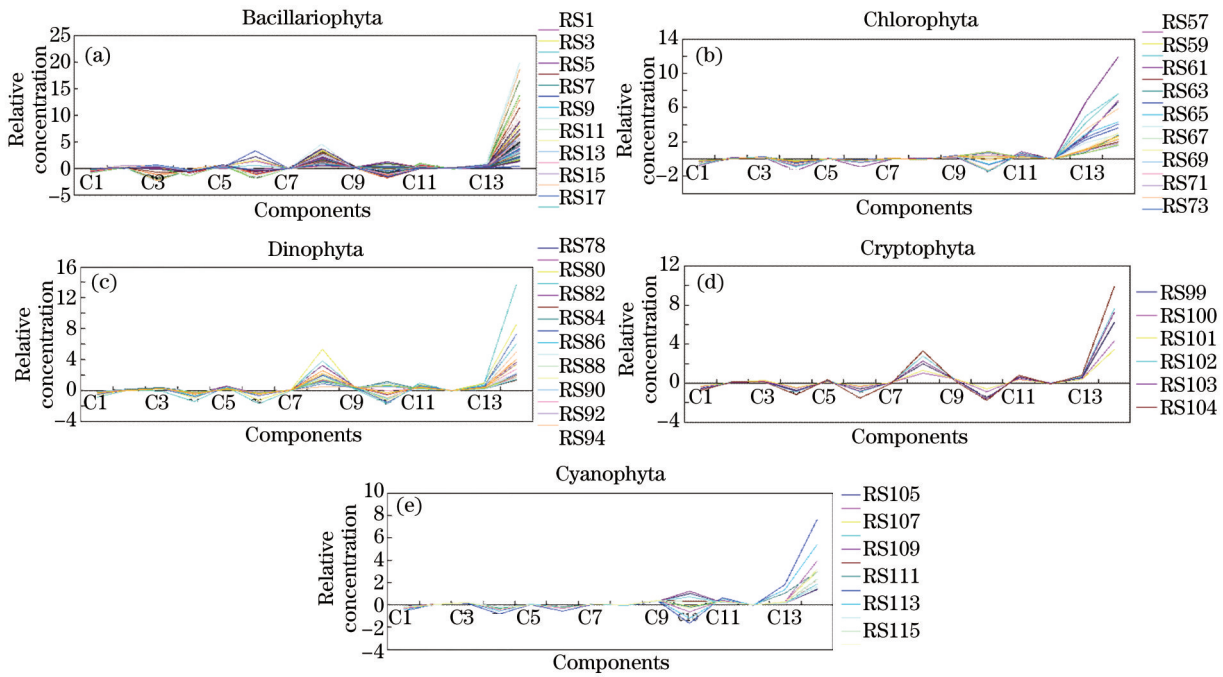 Bacillariophyta
(a)
Relative
concentration
25
20
15
10
5
0
−5
C1 C3 C5 C7 C9 C11 C13
Components
RS1
RS3
RS5
RS7
RS9
RS11
RS13
RS15
RS17
Chlorophyta
(b)
Relative
concentration
14
10
6
2
−2
C1 C3 C5 C7 C9 C11 C13
Components
RS57
RS59
RS61
RS63
RS65
RS67
RS69
RS71
RS73
Dinophyta
(c)
Relative
concentration
16
12
8
4
0
−4
C1 C3 C5 C7 C9 C11 C13
Components
RS78
RS80
RS82
RS84
RS86
RS88
RS90
RS92
RS94
Cryptophyta
(d)
Relative
concentration
12
8
4
0
−4
C1 C3 C5 C7 C9 C11 C13
Components
RS99
RS100
RS101
RS102
RS103
RS104
Cyanophyta
(e)
Relative
concentration
10
8
6
4
2
0
−2
−4
C1 C3 C5 C7 C9 C10 C11 C13
Components
RS105
RS107
RS109
RS111
RS113
RS115